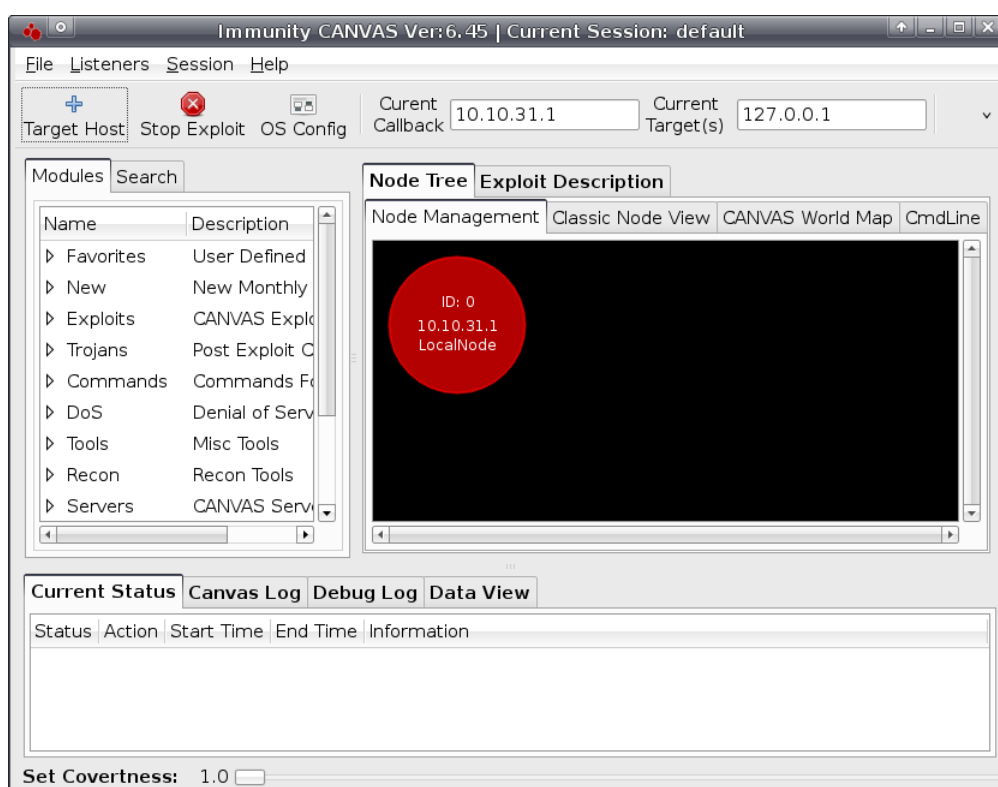 Immunity CANVAS Ver:6.45 | Current Session: default
File Listeners Session Help
Target Host Stop Exploit OS Config
Curent Callback 10.10.31.1
Current Target(s) 127.0.0.1
Modules Search
Name Description
Favorites User Defined
New New Monthly
Exploits CANVAS Explo
Trojans Post Exploit C
Commands Commands Fo
DoS Denial of Serv
Tools Misc Tools
Recon Recon Tools
Servers CANVAS Serve
Node Tree Exploit Description
Node Management Classic Node View CANVAS World Map CmdLine
ID: 0
10.10.31.1
LocalNode
Current Status Canvas Log Debug Log Data View
Status Action Start Time End Time Information
Set Covertness: 1.0